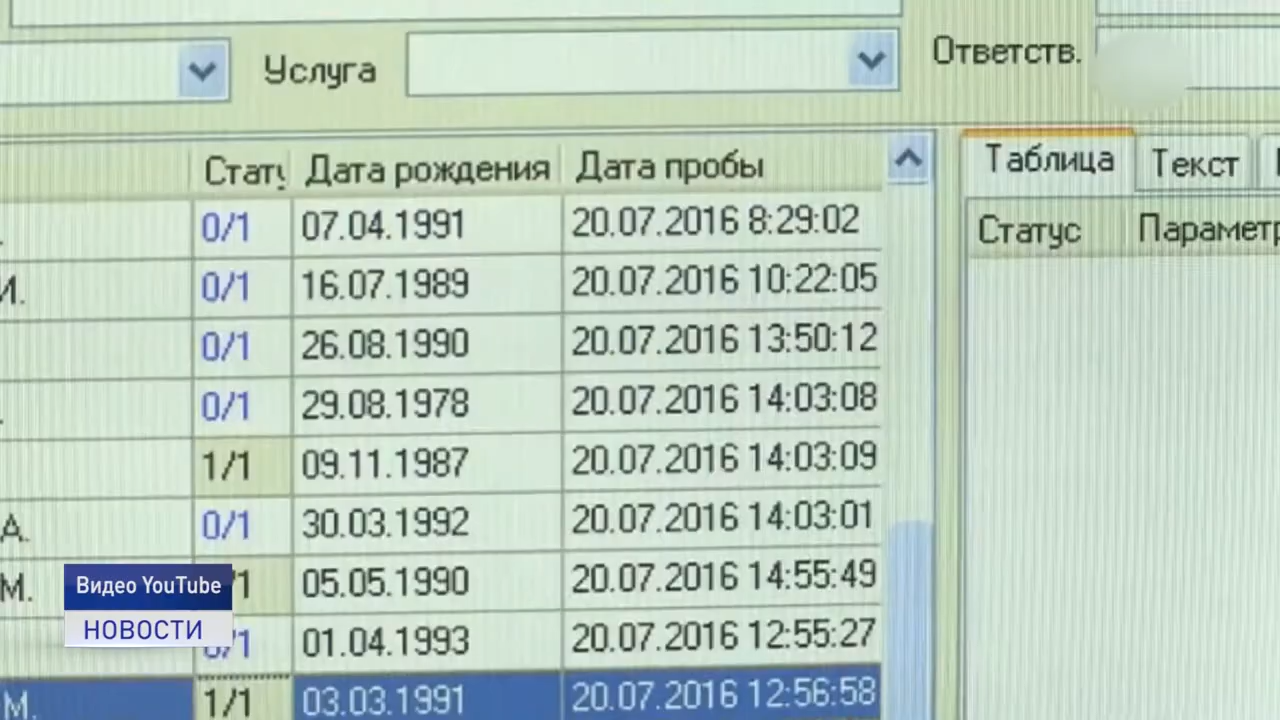 Услуга Ответств.
Стату Дата рождения Дата пробы Таблица Текст
Статус Параметр
0/1 07.04.1991 20.07.2016 8:29:02
И. 0/1 16.07.1989 20.07.2016 10:22:05
0/1 26.08.1990 20.07.2016 13:50:12
0/1 29.08.1978 20.07.2016 14:03:08
1/1 09.11.1987 20.07.2016 14:03:09
А. 0/1 30.03.1992 20.07.2016 14:03:01
М. /1 05.05.1990 20.07.2016 14:55:49
0/1 01.04.1993 20.07.2016 12:55:27
М. 1/1 03.03.1991 20.07.2016 12:56:58
Видео YouTube
НОВОСТИ